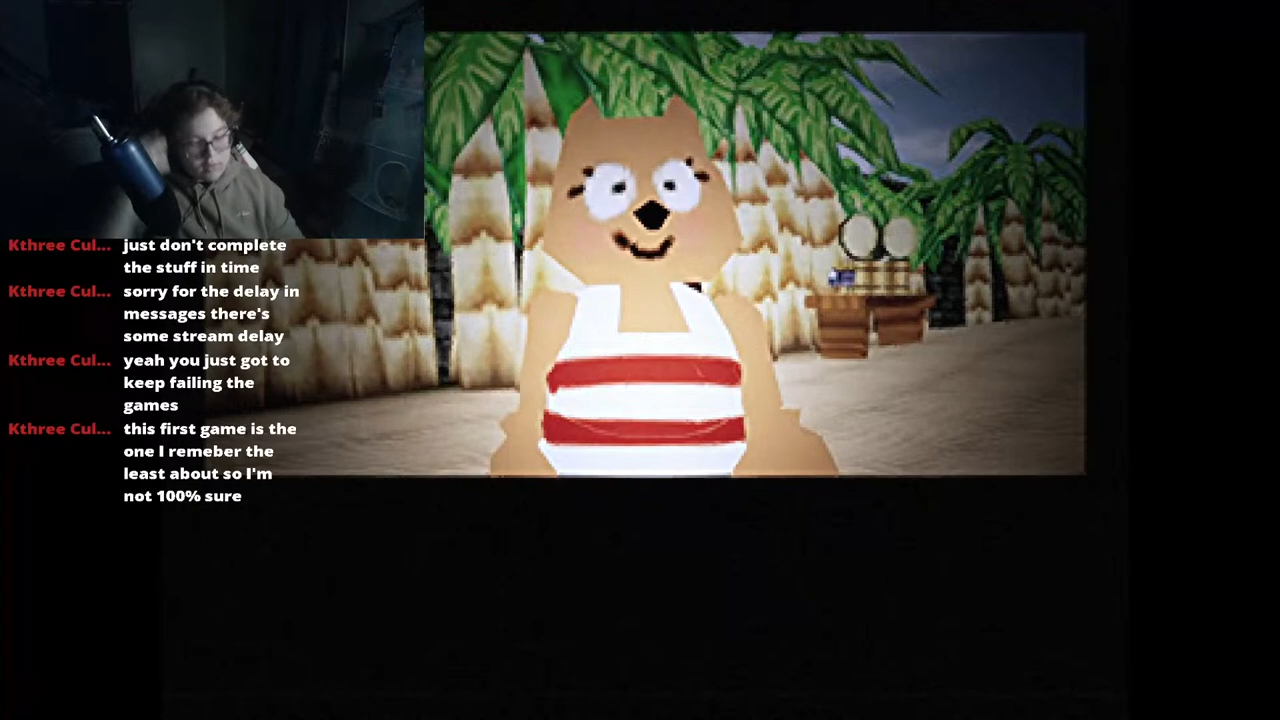 Kthree Cul... just don't complete
the stuff in time
Kthree Cul... sorry for the delay in
messages there's
some stream delay
Kthree Cul... yeah you just got to
keep failing the
games
Kthree Cul... this first game is the
one I remeber the
least about so I'm
not 100% sure